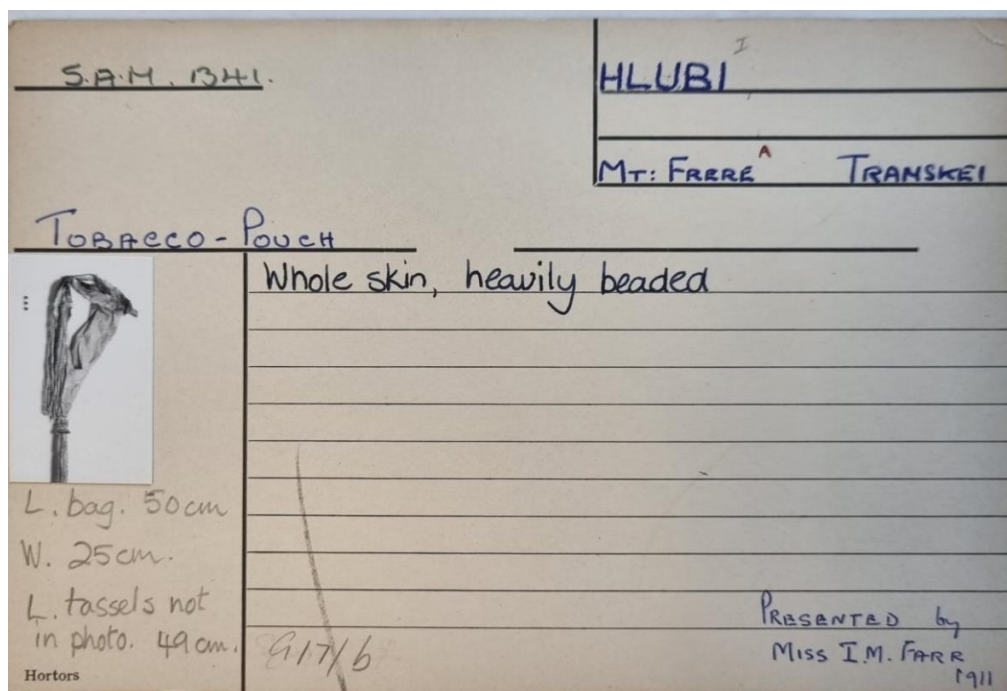 S.A.M. 1341.
I
HLUBI
A
MT: FRERE TRANSKEI
TOBACCO - POUCH
Whole skin, heavily beaded
L. bag. 50cm
W. 25cm.
L. tassels not
in photo. 49cm.
Hortors
PRESENTED by
MISS I.M. FARR
1911